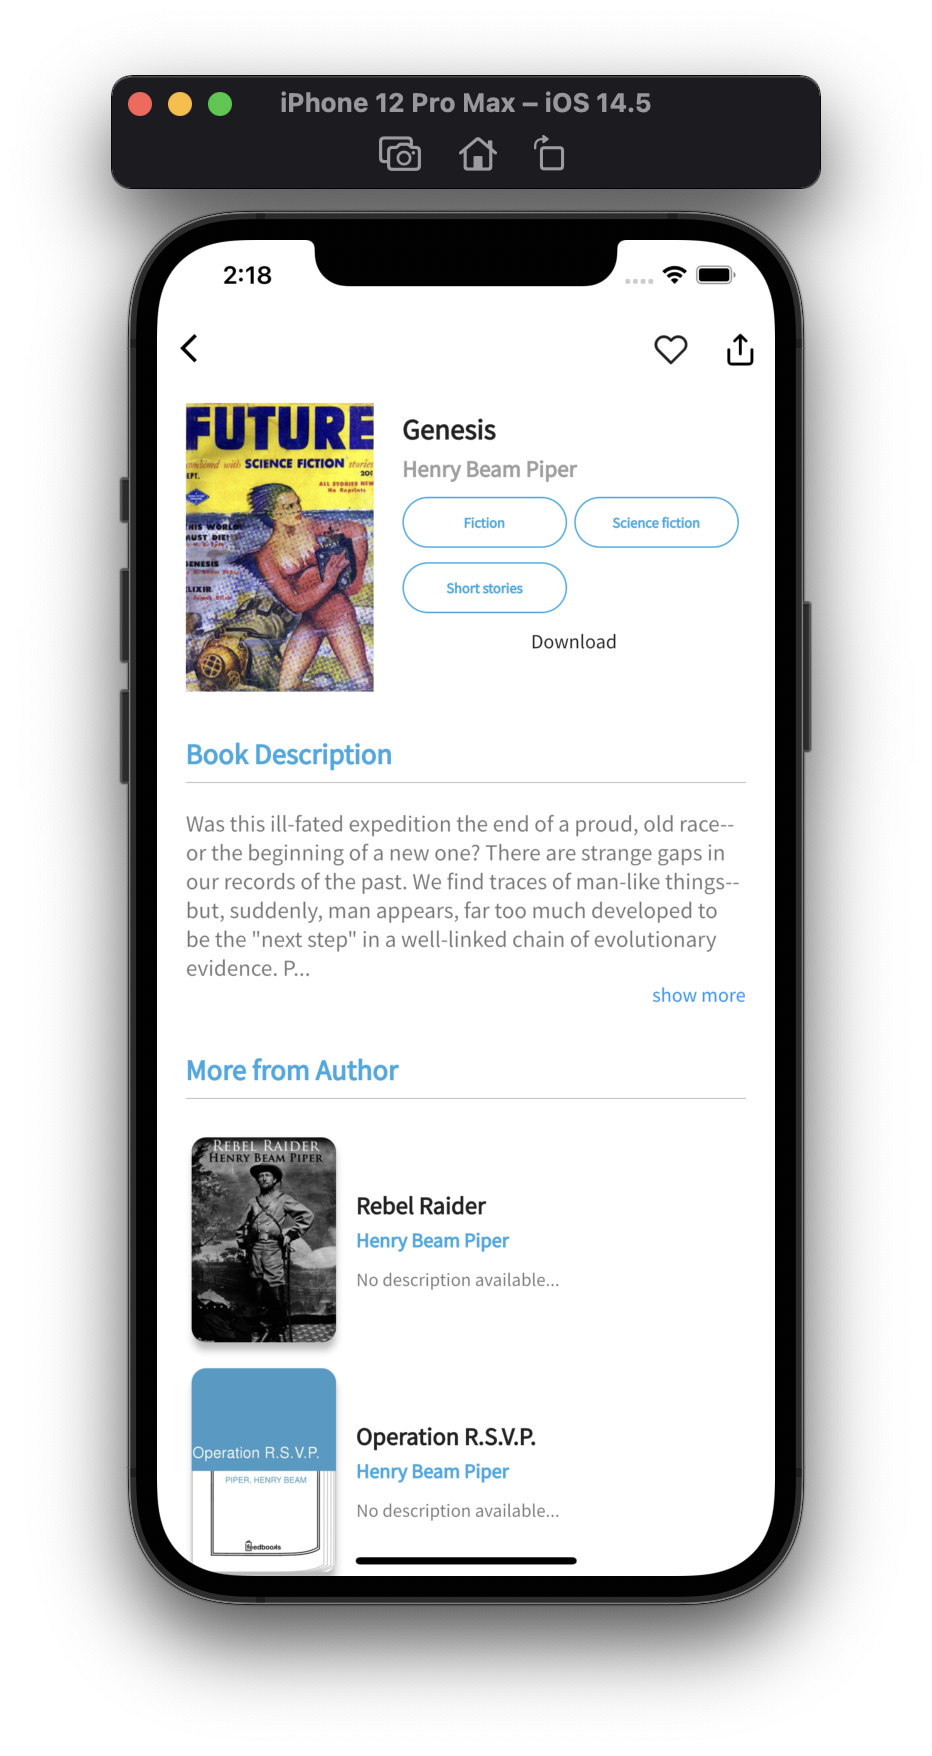 iPhone 12 Pro Max – iOS 14.5
2:18
FUTURE
combined with SCIENCE FICTION stories
SEPT.
20¢
ALL STORIES NEW
No Reprints
THIS WORLD
MUST DIE!
GENESIS
ELIXIR
Genesis
Henry Beam Piper
Fiction
Science fiction
Short stories
Download
Book Description
Was this ill-fated expedition the end of a proud, old race--
or the beginning of a new one? There are strange gaps in
our records of the past. We find traces of man-like things--
but, suddenly, man appears, far too much developed to
be the "next step" in a well-linked chain of evolutionary
evidence. P...
show more
More from Author
REBEL RAIDER
HENRY BEAM PIPER
Rebel Raider
Henry Beam Piper
No description available...
Operation R.S.V.P.
PIPER, HENRY BEAM
feedbooks
Operation R.S.V.P.
Henry Beam Piper
No description available...